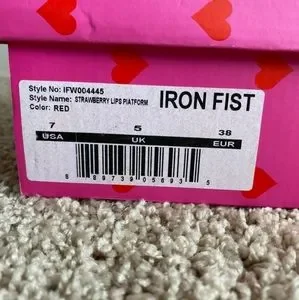 Style No: IFW004445
Style Name: STRAWBERRY LIPS PLATFORM
Color: RED
IRON FIST
7 5 38
USA UK EUR
8 89739 05693 5